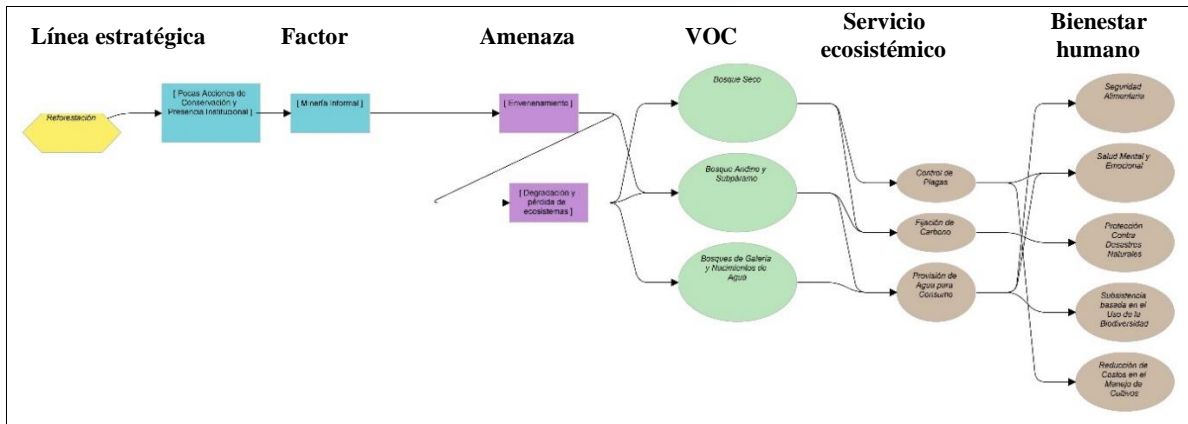 Línea estratégica
Factor
Amenaza
VOC
Servicio
ecosistémico
Bienestar
humano
Reforestación
[ Pocas Acciones de
Conservación y
Presencia Institucional ]
[ Minería Informal ]
[ Envenenamiento ]
[ Degradación y
pérdida de
ecosistemas ]
Bosque Seco
Bosque Andino y
Subpáramo
Bosques de Galería
y Nacimientos de
Agua
Control de
Plagas
Fijación de
Carbono
Provisión de
Agua para
Consumo
Seguridad
Alimentaria
Salud Mental y
Emocional
Protección
Contra
Desastres
Naturales
Subsistencia
basada en el
Uso de la
Biodiversidad
Reducción de
Costos en el
Manejo de
Cultivos